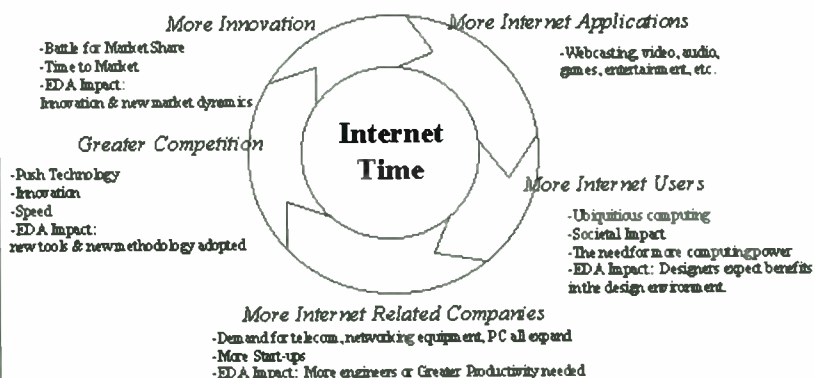 More Innovation
-Battle for Market Share
-Time to Market
-EDA Impact:
Innovation & new market dynamics
More Internet Applications
-Webcasting, video, audio,
games, entertainment, etc.
Internet
Time
Greater Competition
-Push Technology
-Innovation
-Speed
-EDA Impact:
new tools & new methodology adopted
More Internet Users
-Ubiquitious computing
-Societal Impact
-The need for more computing power
-EDA Impact: Designers expect benefits
in the design environment.
More Internet Related Companies
-Demand for telecom, networking equipment, PC all expand
-More Start-ups
-EDA Impact: More engineers or Greater Productivity needed